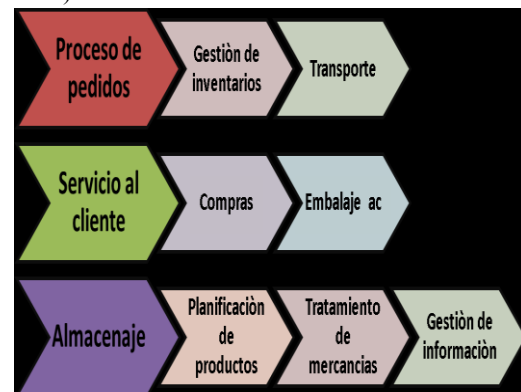 )
Proceso de
pedidos
Gestiòn de
inventarios
Transporte
Servicio al
cliente
Compras
Embalaje ac
Almacenaje
Planificaciòn
de
productos
Tratamiento
de
mercancias
Gestiòn de
informaciòn